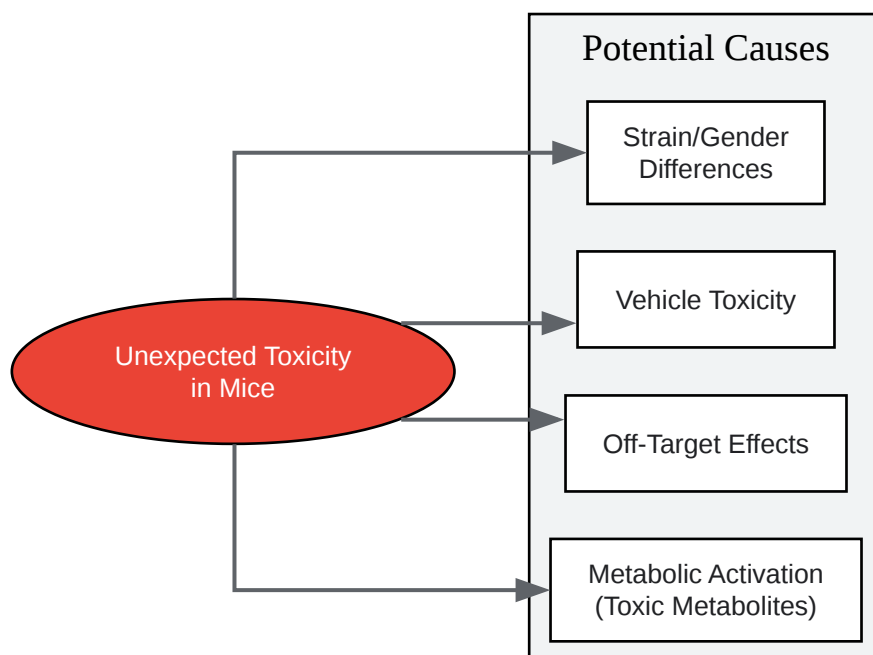 Potential Causes
Strain/Gender
Differences
Vehicle Toxicity
Unexpected Toxicity
in Mice
Off-Target Effects
Metabolic Activation
(Toxic Metabolites)